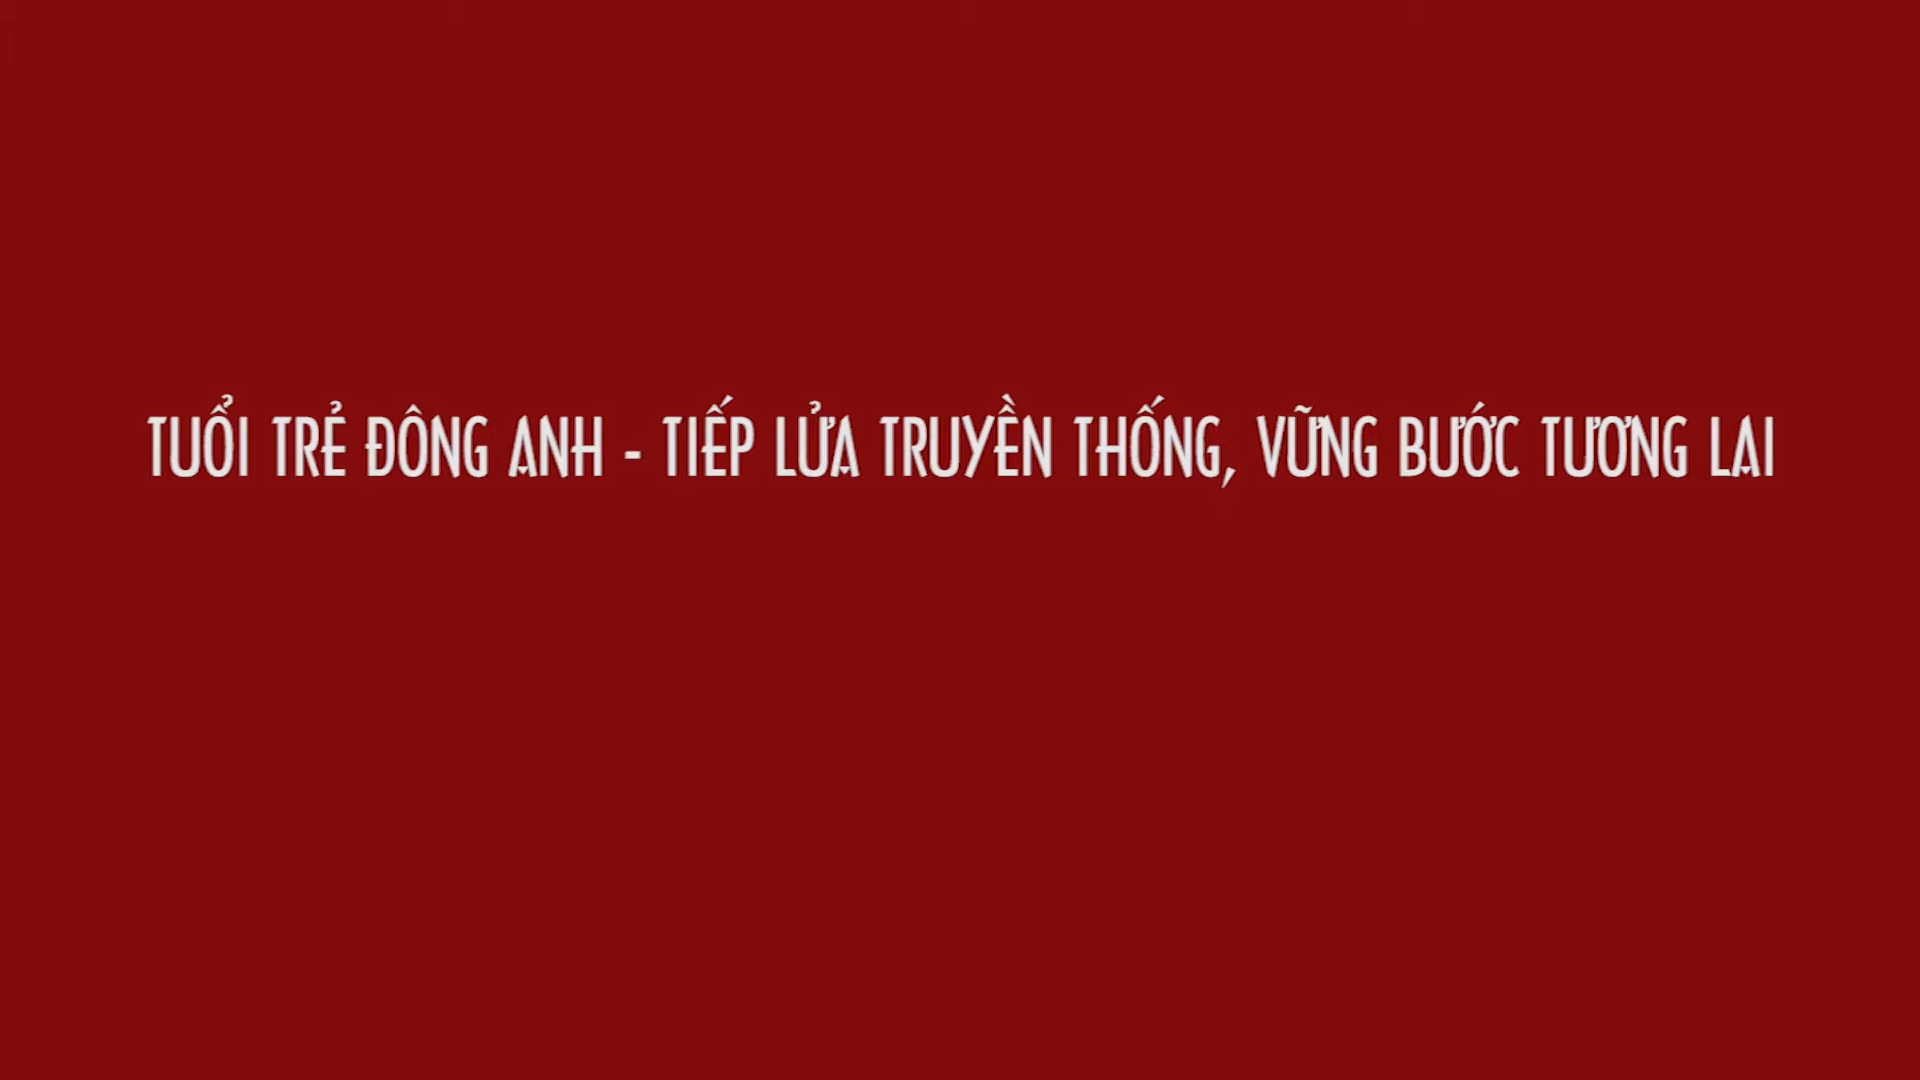 TUỔI TRẺ ĐÔNG ANH - TIẾP LỬA TRUYỀN THỐNG, VỮNG BƯỚC TƯƠNG LAI